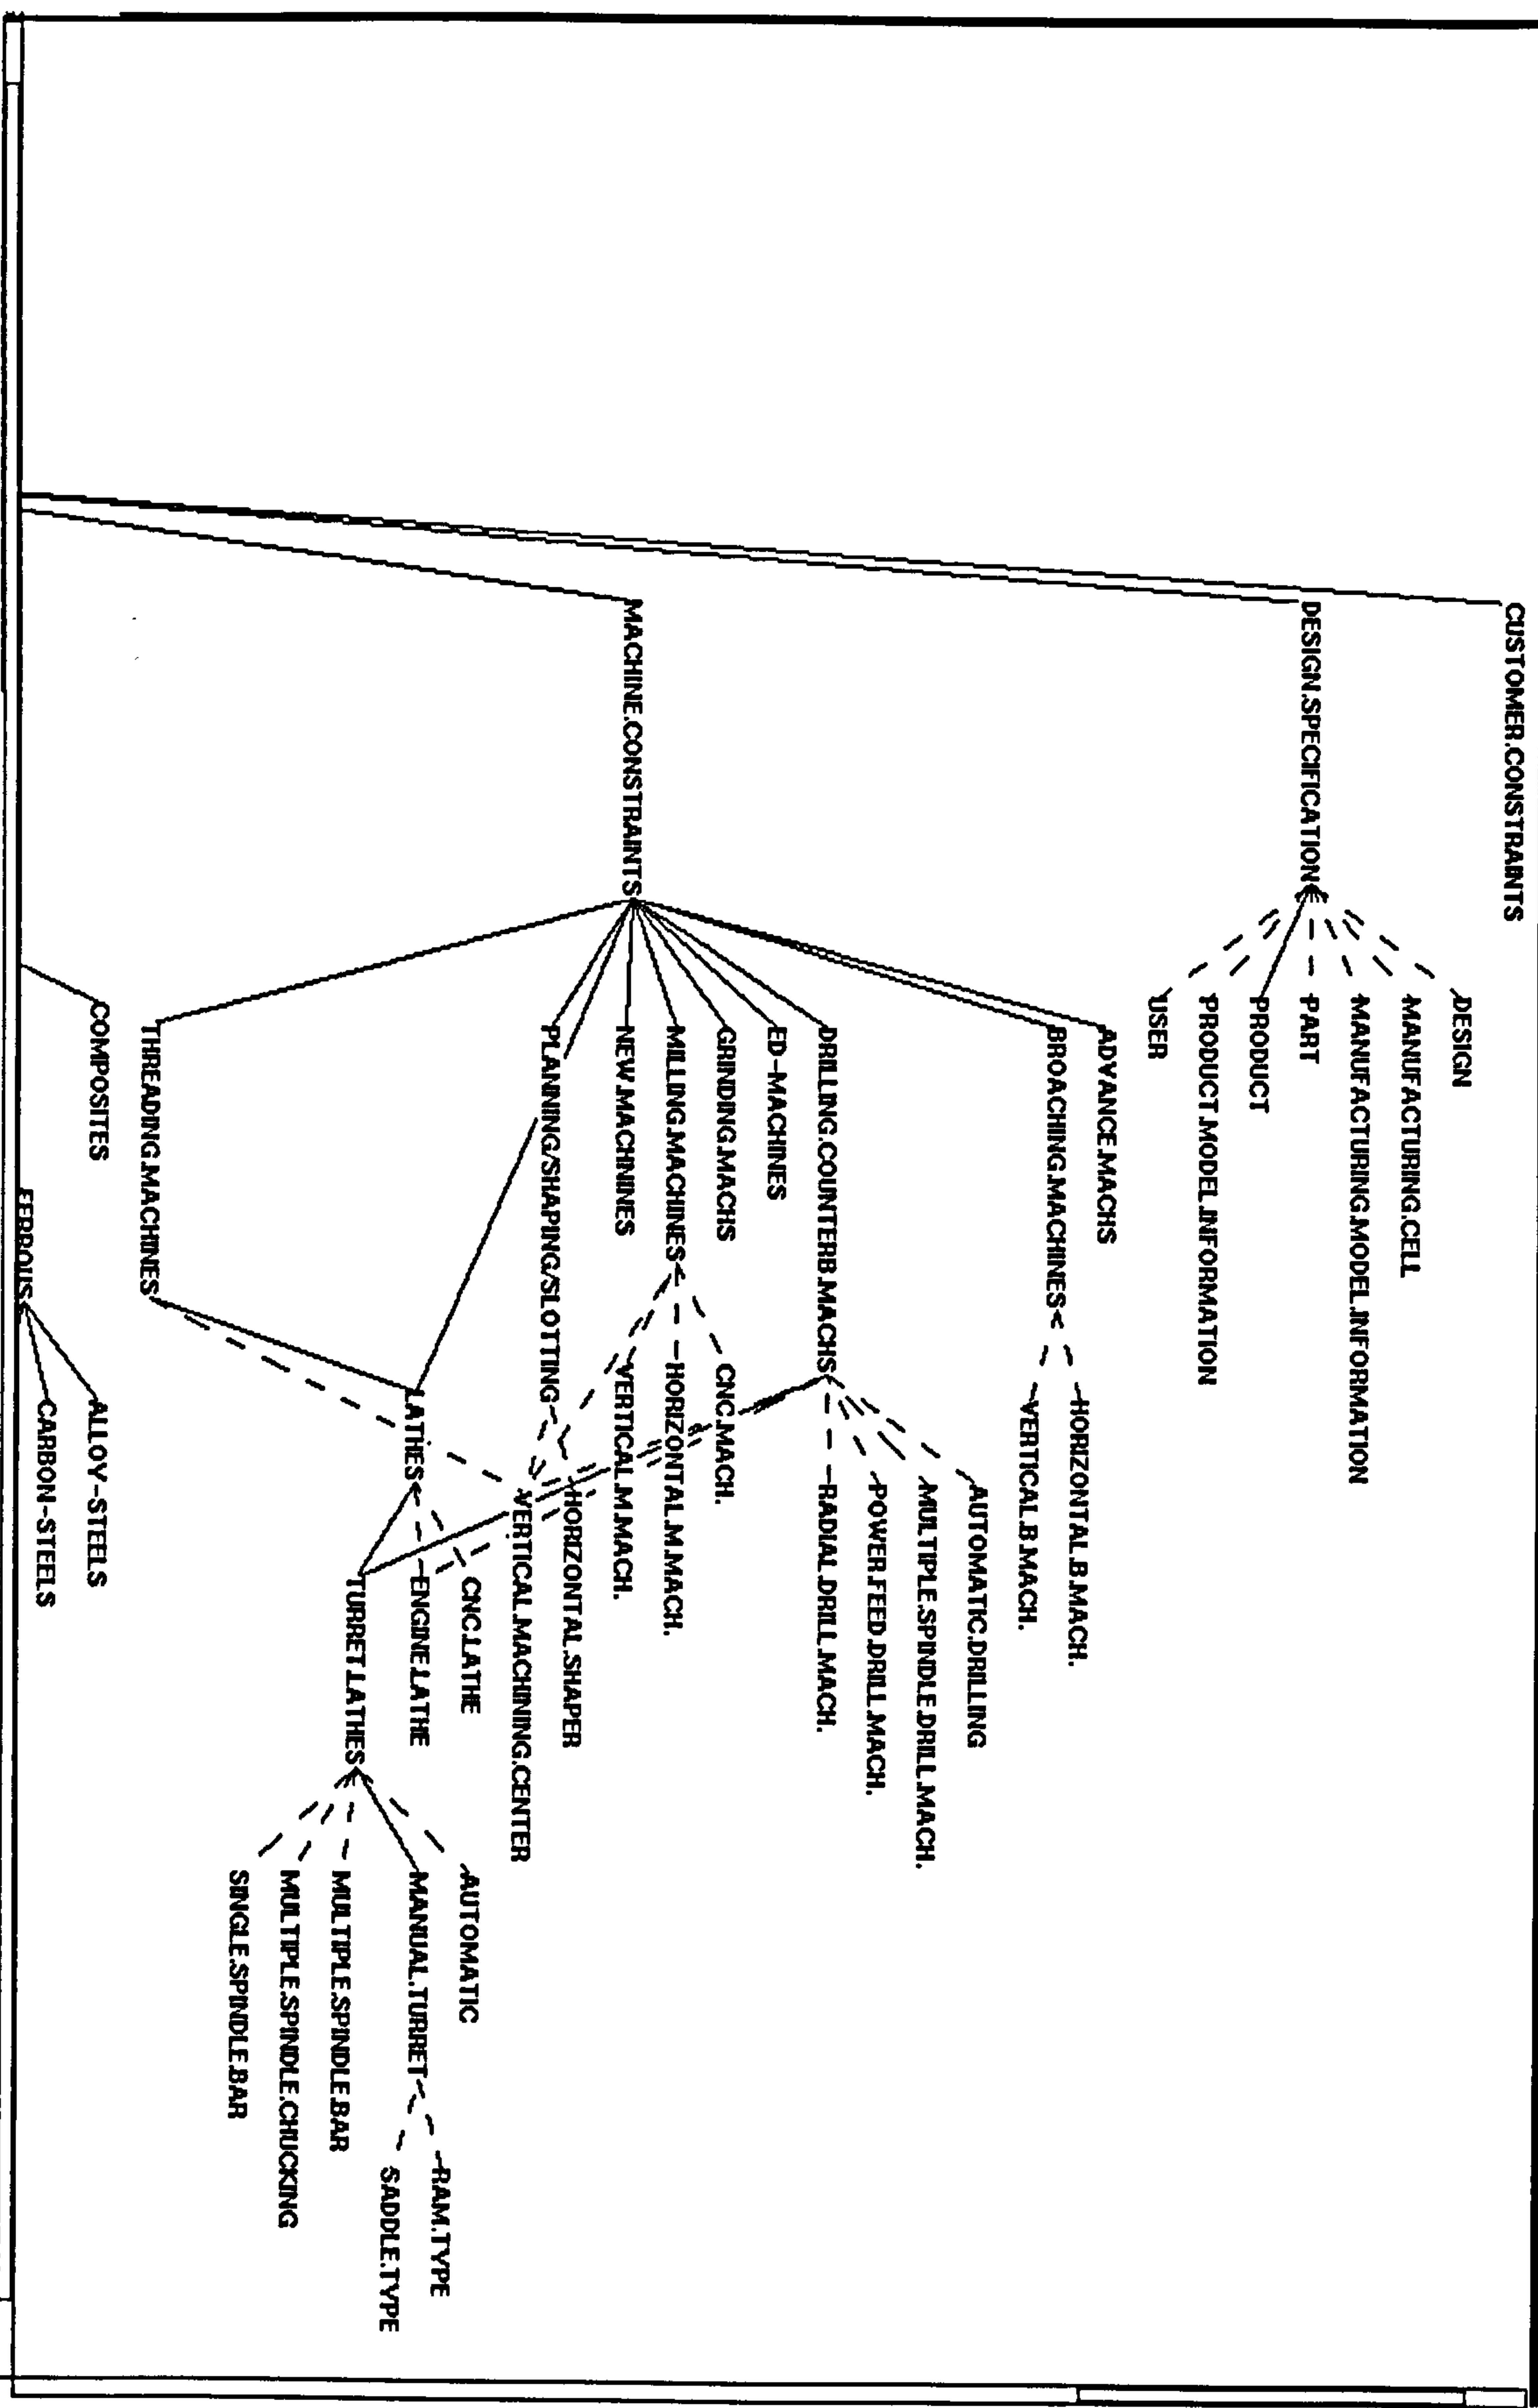 CUSTOMER.CONSTRAINTS
DESIGN
MANUFACTURING.CELL
MANUFACTURING.MODEL.INFORMATION
DESIGN.SPECIFICATION
PART
PRODUCT
PRODUCT.MODEL.INFORMATION
USER
ADVANCE.MACHS
HORIZONTAL.B.MACH.
BROACHING.MACHINES
VERTICAL.B.MACH.
AUTOMATIC.DRILLING
MULTIPLE.SPINDLE.DRILL.MACH.
POWER.FEED.DRILL.MACH.
DRILLING.COUNTERB.MACHS
RADIAL.DRILL.MACH.
ED-MACHINES
GRINDING.MACHS
CNC.MACH.
MILLING.MACHINES
HORIZONTAL.M.MACH.
MACHINE.CONSTRAINTS
NEW.MACHNINES
VERTICAL.M.MACH.
HORIZONTAL.SHAPER
PLANNING/SHAPING/SLOTTING
VERTICAL.MACHINING.CENTER
CNC.LATHE
AUTOMATIC
RAM.TYPE
LATHES
ENGINE.LATHE
MANUAL.TURRET
SADDLE.TYPE
TURRET.LATHES
MULTIPLE.SPINDLE.BAR
MULTIPLE.SPINDLE.CHUCKING
SINGLE.SPINDLE.BAR
THREADING.MACHINES
COMPOSITES
ALLOY-STEELS
CARBON-STEELS
FERROUS